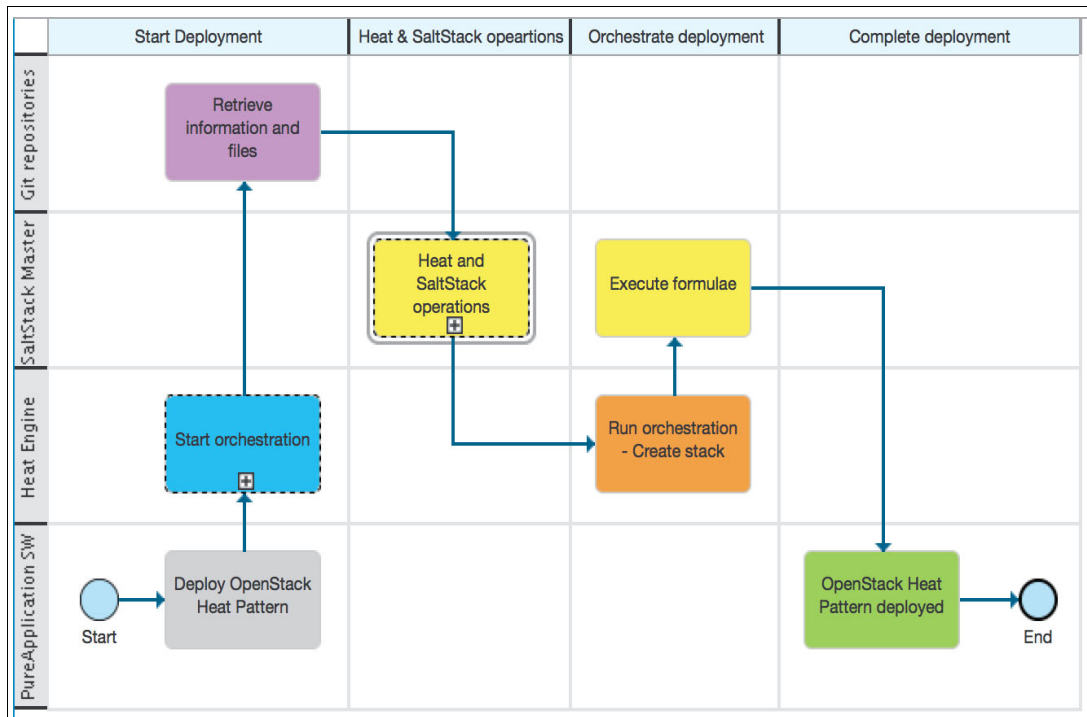 Start Deployment
Heat & SaltStack opeartions
Orchestrate deployment
Complete deployment
Git repositories
Retrieve
information and
files
SaltStack Master
Heat and
SaltStack
operations
Execute formulae
Heat Engine
Start orchestration
Run orchestration
- Create stack
PureApplication SW
Start
Deploy OpenStack
Heat Pattern
OpenStack Heat
Pattern deployed
End